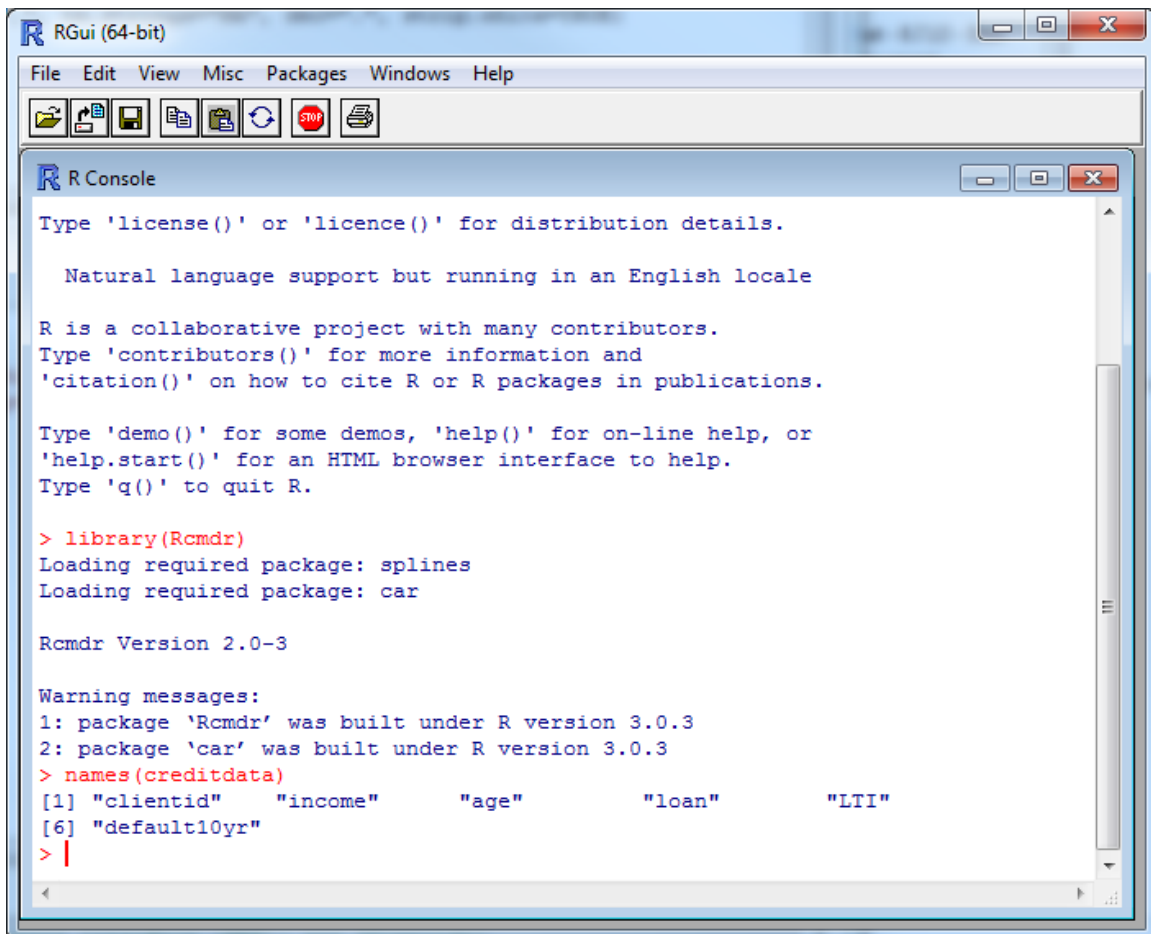 RGui (64-bit)
File Edit View Misc Packages Windows Help
STOP
R Console
Type 'license()' or 'licence()' for distribution details.
Natural language support but running in an English locale
R is a collaborative project with many contributors.
Type 'contributors()' for more information and
'citation()' on how to cite R or R packages in publications.
Type 'demo()' for some demos, 'help()' for on-line help, or
'help.start()' for an HTML browser interface to help.
Type 'q()' to quit R.
> library(Rcmdr)
Loading required package: splines
Loading required package: car
Rcmdr Version 2.0-3
Warning messages:
1: package ‘Rcmdr’ was built under R version 3.0.3
2: package ‘car’ was built under R version 3.0.3
> names(creditdata)
[1] "clientid" "income" "age" "loan" "LTI"
[6] "default10yr"
>